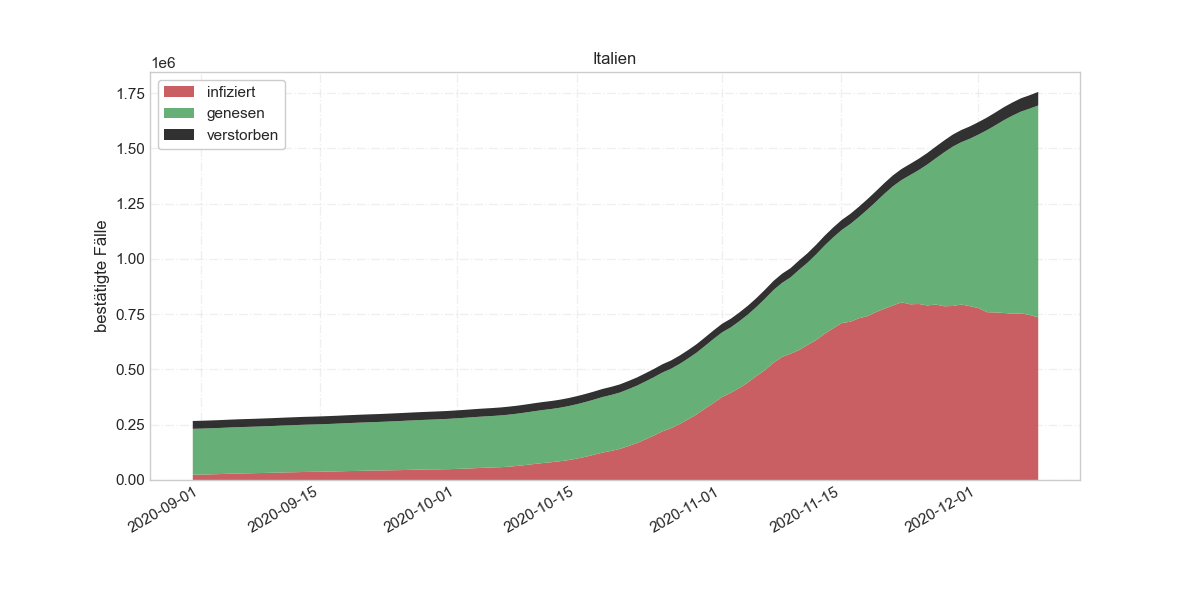 Italien
1e6
infiziert
genesen
verstorben
bestätigte Fälle
1.75
1.50
1.25
1.00
0.75
0.50
0.25
0.00
2020-09-01
2020-09-15
2020-10-01
2020-10-15
2020-11-01
2020-11-15
2020-12-01